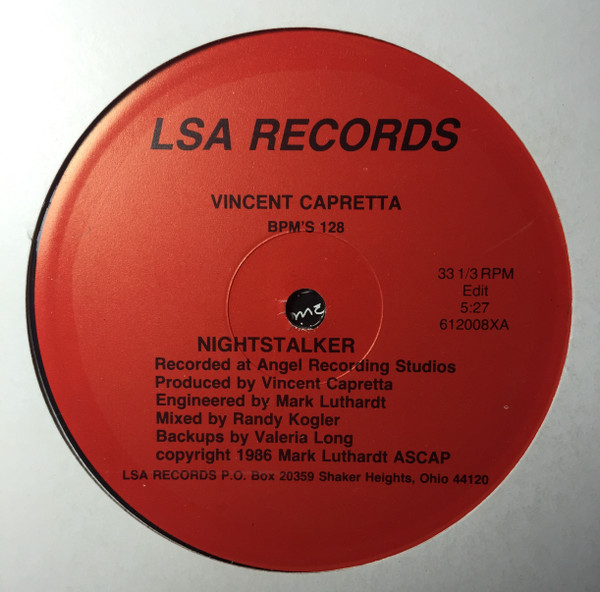 LSA RECORDS
VINCENT CAPRETTA
BPM'S 128
33 1/3 RPM
Edit
5:27
612008XA
NIGHTSTALKER
Recorded at Angel Recording Studios
Produced by Vincent Capretta
Engineered by Mark Luthardt
Mixed by Randy Kogler
Backups by Valeria Long
copyright 1986 Mark Luthardt ASCAP
LSA RECORDS P.O. Box 20359 Shaker Heights, Ohio 44120